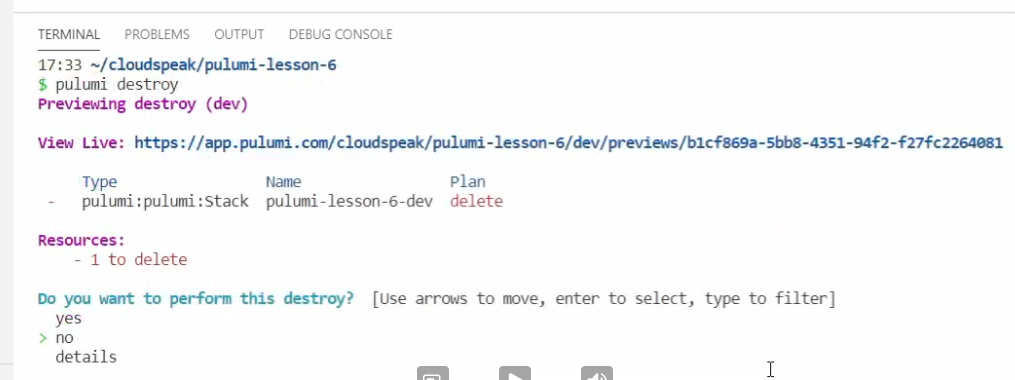 TERMINAL PROBLEMS OUTPUT DEBUG CONSOLE
17:33 ~/cloudspeak/pulumi-lesson-6
$ pulumi destroy
Previewing destroy (dev)
View Live: https://app.pulumi.com/cloudspeak/pulumi-lesson-6/dev/previews/b1cf869a-5bb8-4351-94f2-f27fc2264081
Type Name Plan
- pulumi:pulumi:Stack pulumi-lesson-6-dev delete
Resources:
- 1 to delete
Do you want to perform this destroy? [Use arrows to move, enter to select, type to filter]
yes
> no
details